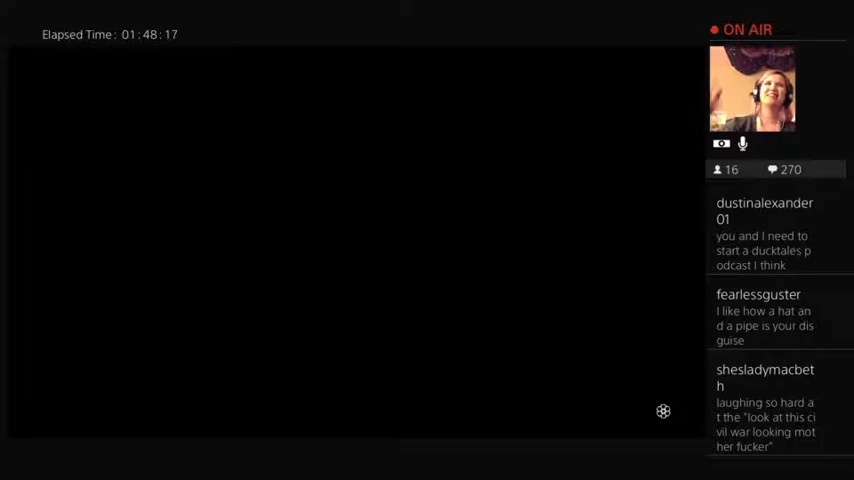 Elapsed Time: 01:48:17
ON AIR
16 270
dustinalexander
01
you and I need to
start a ducktales p
odcast I think
fearlessguster
I like how a hat an
d a pipe is your dis
guise
shesladymacbet
h
laughing so hard a
t the "look at this ci
vil war looking mot
her fucker"